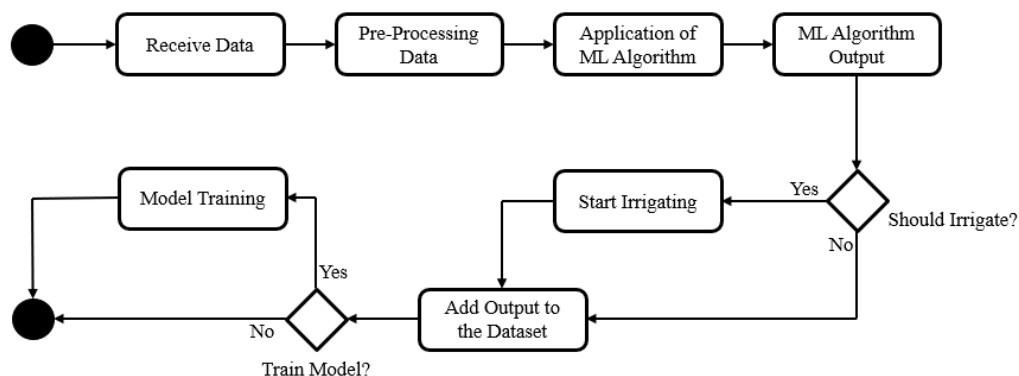 Receive Data
Pre-Processing
Data
Application of
ML Algorithm
ML Algorithm
Output
Should Irrigate?
Yes
No
Start Irrigating
Add Output to
the Dataset
Train Model?
Yes
No
Model Training